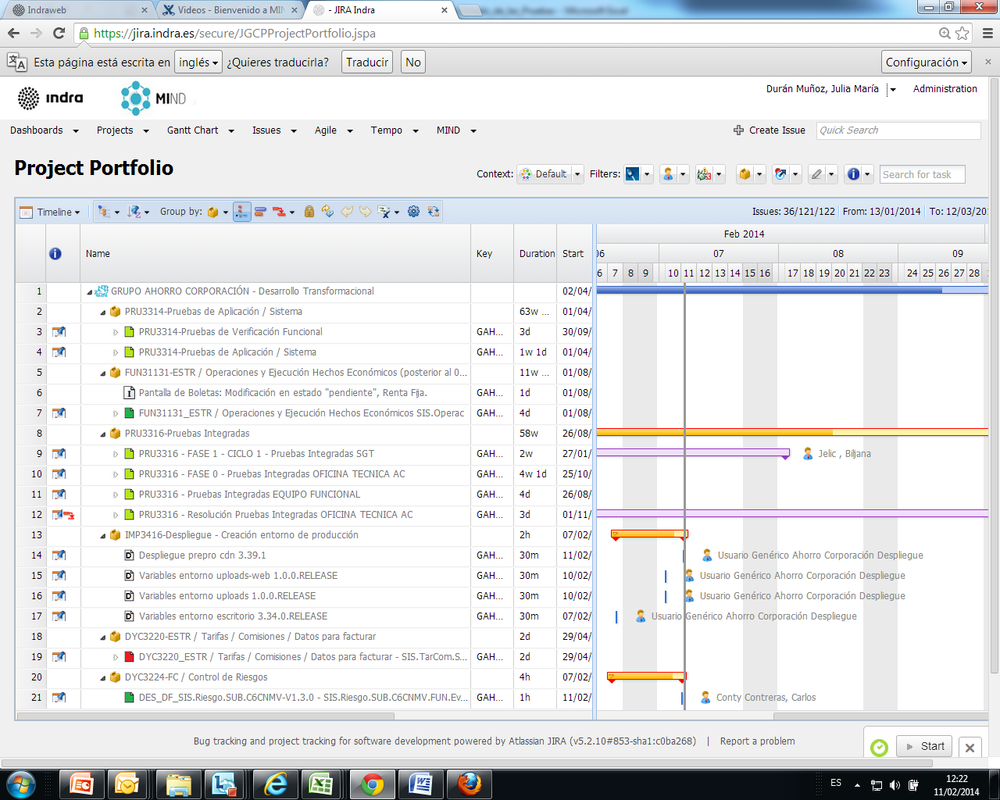 Indraweb
Videos - Bienvenido a MIN
- JIRA Indra
https://jira.indra.es/secure/JGCPProjectPortfolio.jspa
Esta página está escrita en inglés ¿Quieres traducirla? Traducir No Configuración
indra MIND
Durán Muñoz, Julia María Administration
Dashboards Projects Gantt Chart Issues Agile Tempo MIND Create Issue Quick Search
Project Portfolio
Context: Default Filters: Search for task
Timeline Group by: Issues: 36/121/122 From: 13/01/2014 To: 12/03/201
Name Key Duration Start
Feb 2014
06 07 08 09
6 7 8 9 10 11 12 13 14 15 16 17 18 19 20 21 22 23 24 25 26 27 28
1 GRUPO AHORRO CORPORACIÓN - Desarrollo Transformacional 02/04/
2 PRU3314-Pruebas de Aplicación / Sistema 63w ... 01/04/
3 PRU3314-Pruebas de Verificación Funcional GAH... 3d 30/09/
4 PRU3314-Pruebas de Aplicación / Sistema GAH... 1w 1d 01/04/
5 FUN31131-ESTR / Operaciones y Ejecución Hechos Económicos (posterior al 0... 11w ... 01/08/
6 Pantalla de Boletas: Modificación en estado "pendiente", Renta Fija. GAH... 1d 01/08/
7 FUN31131_ESTR / Operaciones y Ejecución Hechos Económicos SIS.Operac GAH... 4d 01/08/
8 PRU3316-Pruebas Integradas 58w 26/08/
9 PRU3316 - FASE 1 - CICLO 1 - Pruebas Integradas SGT GAH... 2w 27/01/ Jelic , Biljana
10 PRU3316 - FASE 0 - Pruebas Integradas OFICINA TECNICA AC GAH... 4w 1d 25/10/
11 PRU3316 - Pruebas Integradas EQUIPO FUNCIONAL GAH... 4d 26/08/
12 PRU3316 - Resolución Pruebas Integradas OFICINA TECNICA AC GAH... 3d 01/11/
13 IMP3416-Despliegue - Creación entorno de producción 2h 07/02/
14 Despliegue prepro cdn 3.39.1 GAH... 30m 11/02/ Usuario Genérico Ahorro Corporación Despliegue
15 Variables entorno uploads-web 1.0.0.RELEASE GAH... 30m 10/02/ Usuario Genérico Ahorro Corporación Despliegue
16 Variables entorno uploads 1.0.0.RELEASE GAH... 30m 10/02/ Usuario Genérico Ahorro Corporación Despliegue
17 Variables entorno escritorio 3.34.0.RELEASE GAH... 30m 07/02/ Usuario Genérico Ahorro Corporación Despliegue
18 DYC3220-ESTR / Tarifas / Comisiones / Datos para facturar 2d 29/04/
19 DYC3220_ESTR / Tarifas / Comisiones / Datos para facturar - SIS.TarCom.S... GAH... 2d 29/04/
20 DYC3224-FC / Control de Riesgos 4h 07/02/
21 DES_DF_SIS.Riesgo.SUB.C6CNMV-V1.3.0 - SIS.Riesgo.SUB.C6CNMV.FUN.Ev... GAH... 1h 11/02/ Conty Contreras, Carlos
Bug tracking and project tracking for software development powered by Atlassian JIRA (v5.2.10#853-sha1:c0ba268) | Report a problem
Start
ES 12:22
11/02/2014